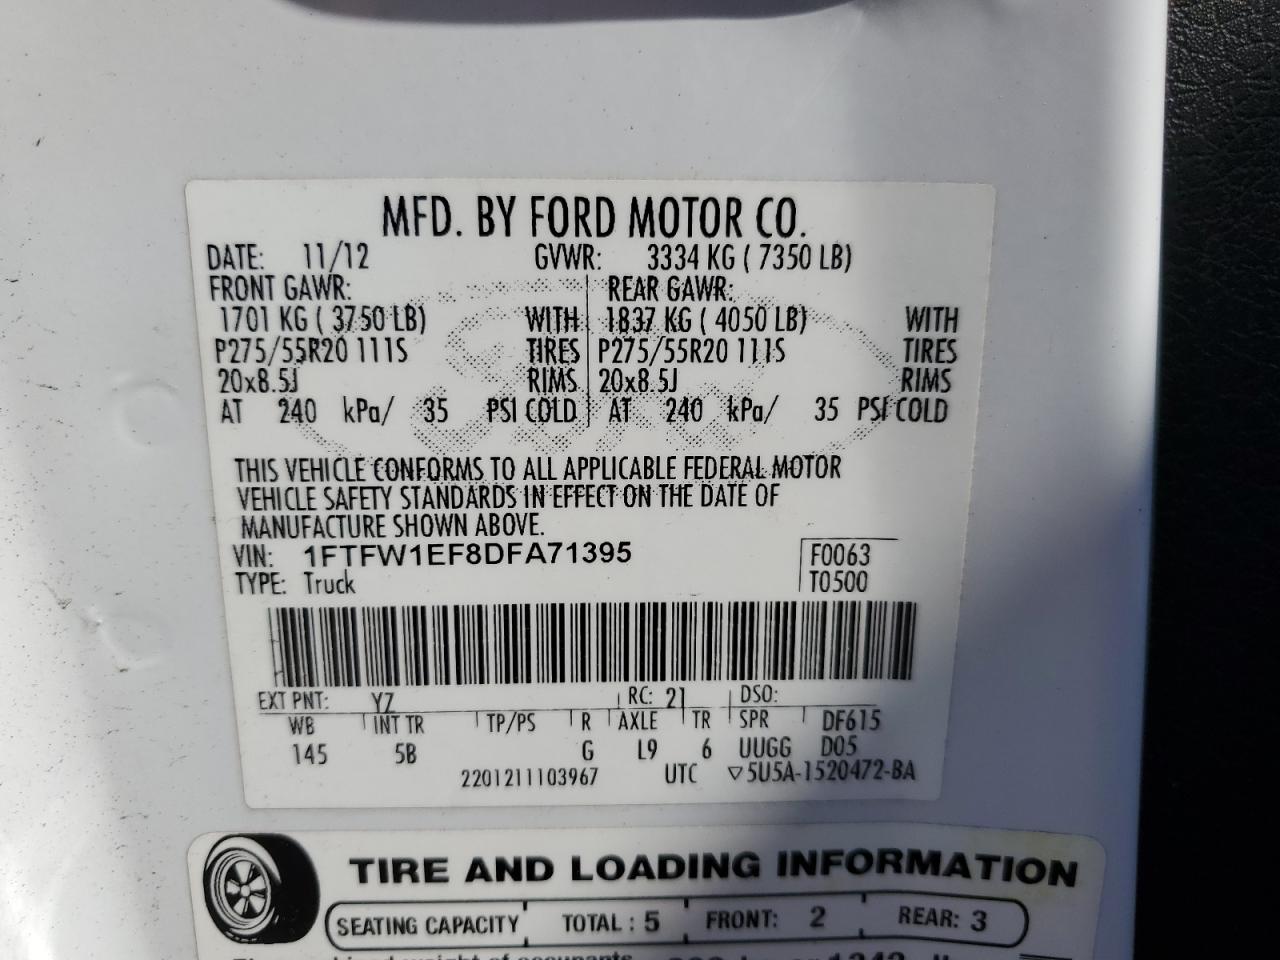 MFD. BY FORD MOTOR CO.
DATE: 11/12 GVWR: 3334 KG ( 7350 LB)
FRONT GAWR: REAR GAWR:
1701 KG ( 3750 LB) WITH 1837 KG ( 4050 LB) WITH
P275/55R20 111S TIRES P275/55R20 111S TIRES
20x8.5J RIMS 20x8.5J RIMS
AT 240 kPa/ 35 PSI COLD AT 240 kPa/ 35 PSI COLD
THIS VEHICLE CONFORMS TO ALL APPLICABLE FEDERAL MOTOR
VEHICLE SAFETY STANDARDS IN EFFECT ON THE DATE OF
MANUFACTURE SHOWN ABOVE.
VIN: 1FTFW1EF8DFA71395 F0063
TYPE: Truck T0500
EXT PNT: YZ RC: 21 DSO:
WB INT TR TP/PS R AXLE TR SPR DF615
145 5B G L9 6 UUGG D05
2201211103967 UTC ▽5U5A-1520472-BA
TIRE AND LOADING INFORMATION
SEATING CAPACITY TOTAL : 5 FRONT: 2 REAR: 3